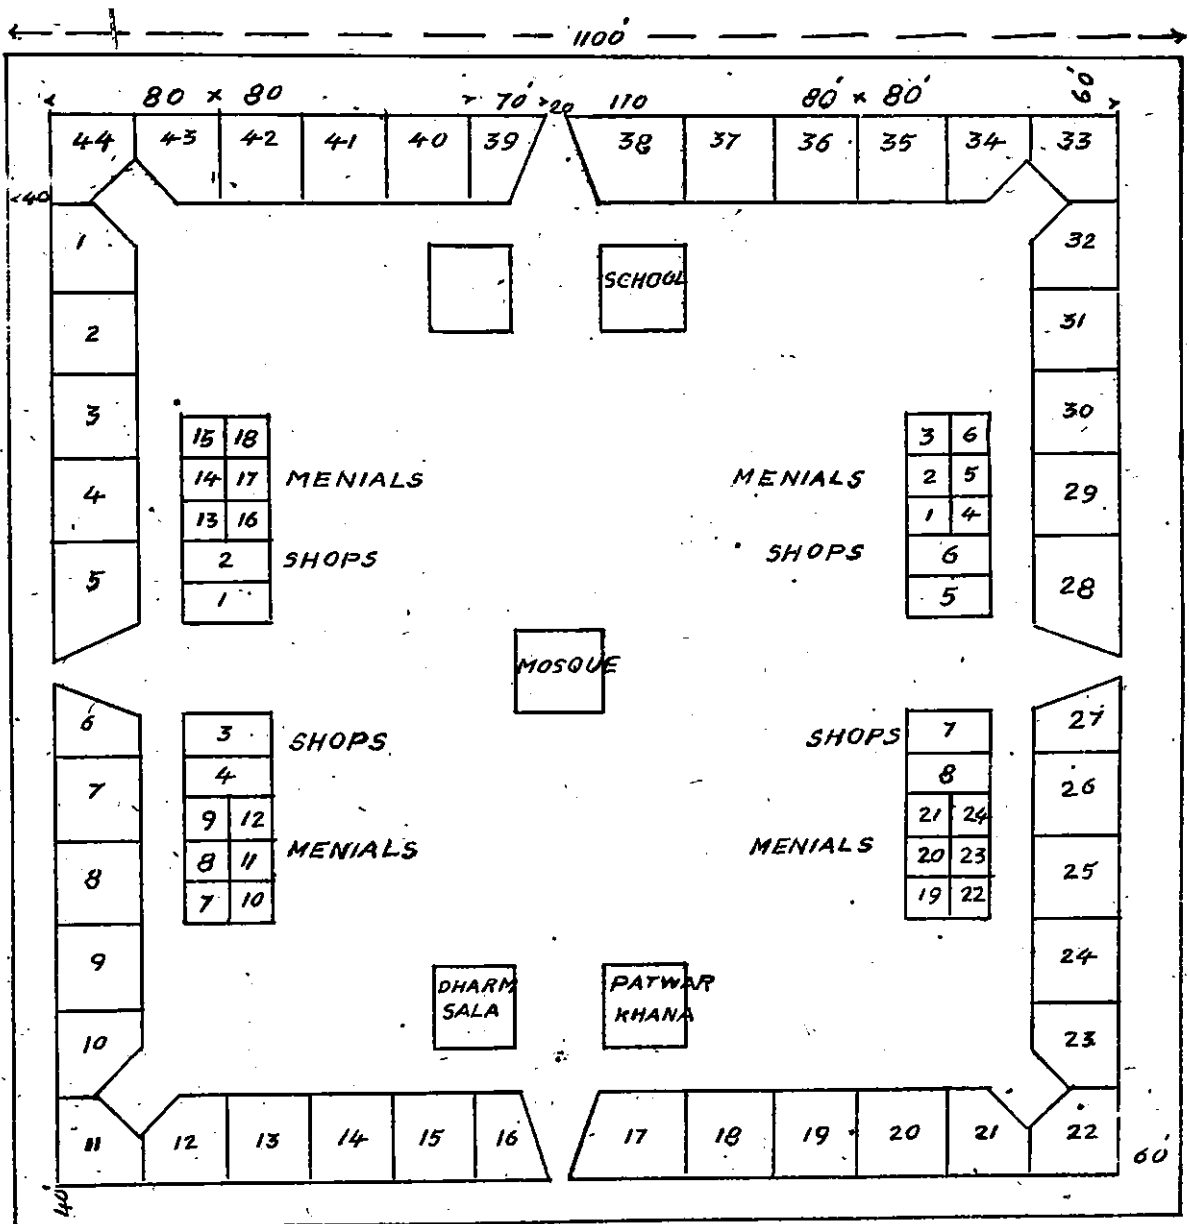 1100'
80 × 80 70' 20 110 80' × 80' 60'
44 43 42 41 40 39 38 37 36 35 34 33
40
1 32
SCHOOL
2 31
3 30
15 18 3 6
14 17 MENIALS MENIALS 2 5
4 29
13 16 1 4
2 SHOPS SHOPS 6
5 28
1 5
MOSQUE
6 27
3 SHOPS SHOPS 7
4 8
7 26
9 12 21 24
8 11 MENIALS MENIALS 20 23
8 25
7 10 19 22
9 24
DHARM PATWAR
SALA KHANA
10 23
11 12 13 14 15 16 17 18 19 20 21 22
60'
40'